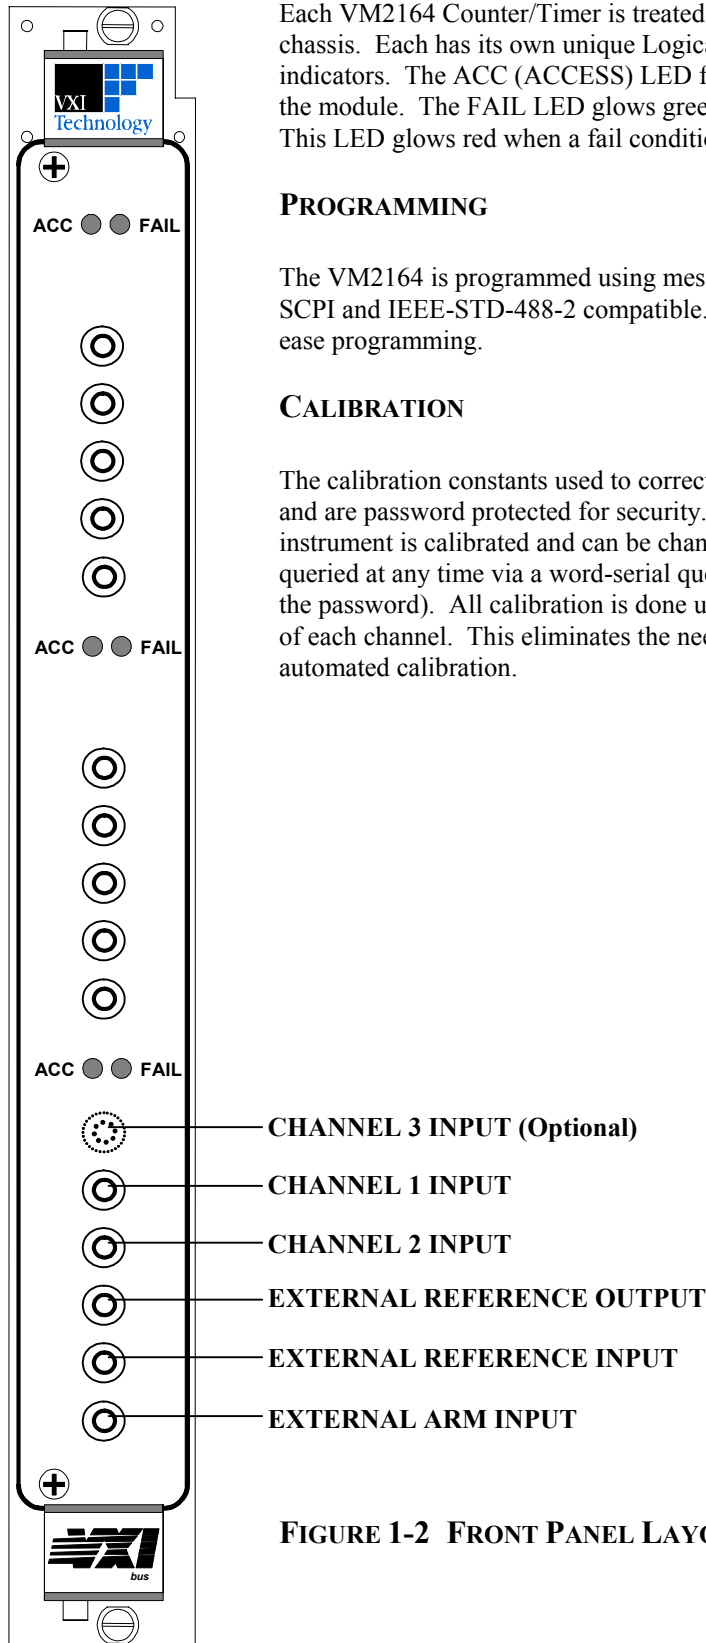 Each VM2164 Counter/Timer is treated
chassis. Each has its own unique Logica
indicators. The ACC (ACCESS) LED f
the module. The FAIL LED glows gree
This LED glows red when a fail conditio
VXI
Technology
ACC FAIL
PROGRAMMING
The VM2164 is programmed using mes
SCPI and IEEE-STD-488-2 compatible.
ease programming.
CALIBRATION
The calibration constants used to correct
and are password protected for security.
instrument is calibrated and can be chan
queried at any time via a word-serial que
the password). All calibration is done u
of each channel. This eliminates the nee
automated calibration.
ACC FAIL
ACC FAIL
CHANNEL 3 INPUT (Optional)
CHANNEL 1 INPUT
CHANNEL 2 INPUT
EXTERNAL REFERENCE OUTPUT
EXTERNAL REFERENCE INPUT
EXTERNAL ARM INPUT
FIGURE 1-2 FRONT PANEL LAYO
VXI
bus